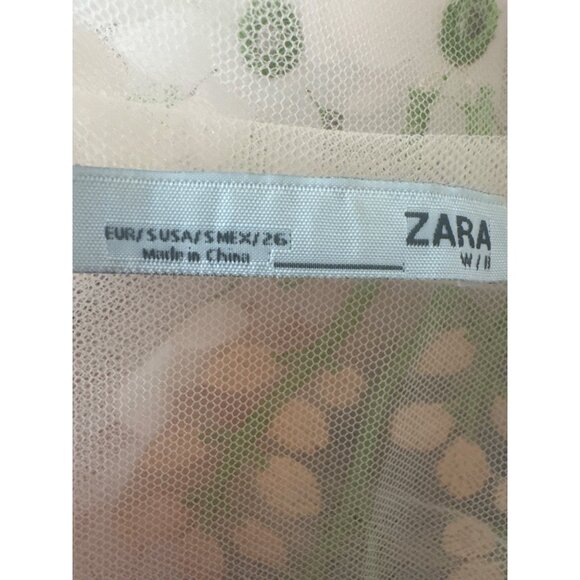 EUR/S USA/S MEX/26
Made in China
ZARA
W/B